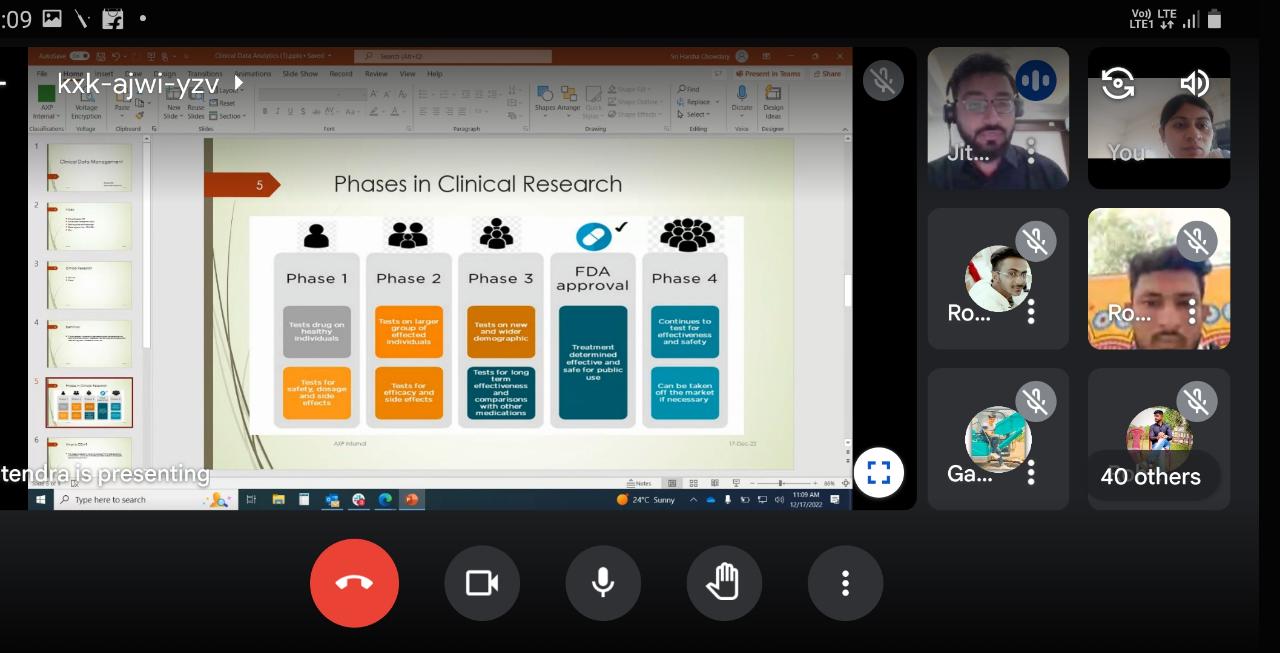 :09
Vo)) LTE
LTE1
kxk-ajwi-yzv
AutoSave
Clinical Data Analytics (1).pptx • Saved
Search (Alt+Q)
Sri Harsha Chowdary
File Home Insert Draw Design Transitions Animations Slide Show Record Review View Help
Present in Teams
Share
AXP
Internal
Voltage
Encryption
Paste
New
Slide
Reuse
Slides
Layout
Reset
Section
Shapes
Arrange
Quick
Styles
Shape Fill
Shape Outline
Shape Effects
Find
Replace
Select
Dictate
Design
Ideas
Classifications
Voltage
Clipboard
Slides
Font
Paragraph
Drawing
Editing
Voice
Designer
1
Clinical Data Management
2
3
4
5
Phases in Clinical Research
6
5
Phases in Clinical Research
Phase 1
Phase 2
Phase 3
FDA
approval
Phase 4
Tests drug on
healthy
individuals
Tests on larger
group of
effected
individuals
Tests on new
and wider
demographic
Treatment
determined
effective and
safe for public
use
Continues to
test for
effectiveness
and safety
Tests for
safety, dosage
and side
effects
Tests for
efficacy and
side effects
Tests for long
term
effectiveness
and
comparisons
with other
medications
Can be taken
off the market
if necessary
AXP Internal
17-Dec-22
tendra is presenting
Notes
86%
Type here to search
24°C Sunny
11:09 AM
12/17/2022
Jit...
You
Ro...
Ro...
Ga...
40 others